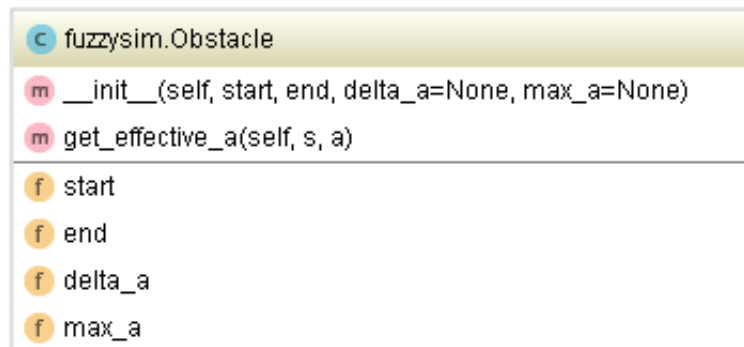 C fuzzysim.Obstacle
m __init__(self, start, end, delta_a=None, max_a=None)
m get_effective_a(self, s, a)
f start
f end
f delta_a
f max_a